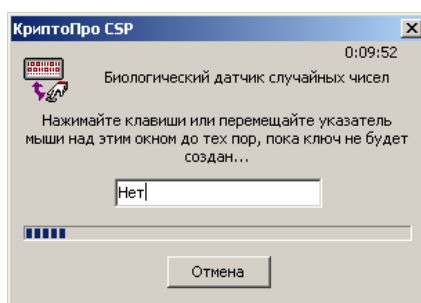 КриптоПро CSP
0:09:52
Биологический датчик случайных чисел
Нажимайте клавиши или перемещайте указатель
мыши над этим окном до тех пор, пока ключ не будет
создан...
Нет
Отмена